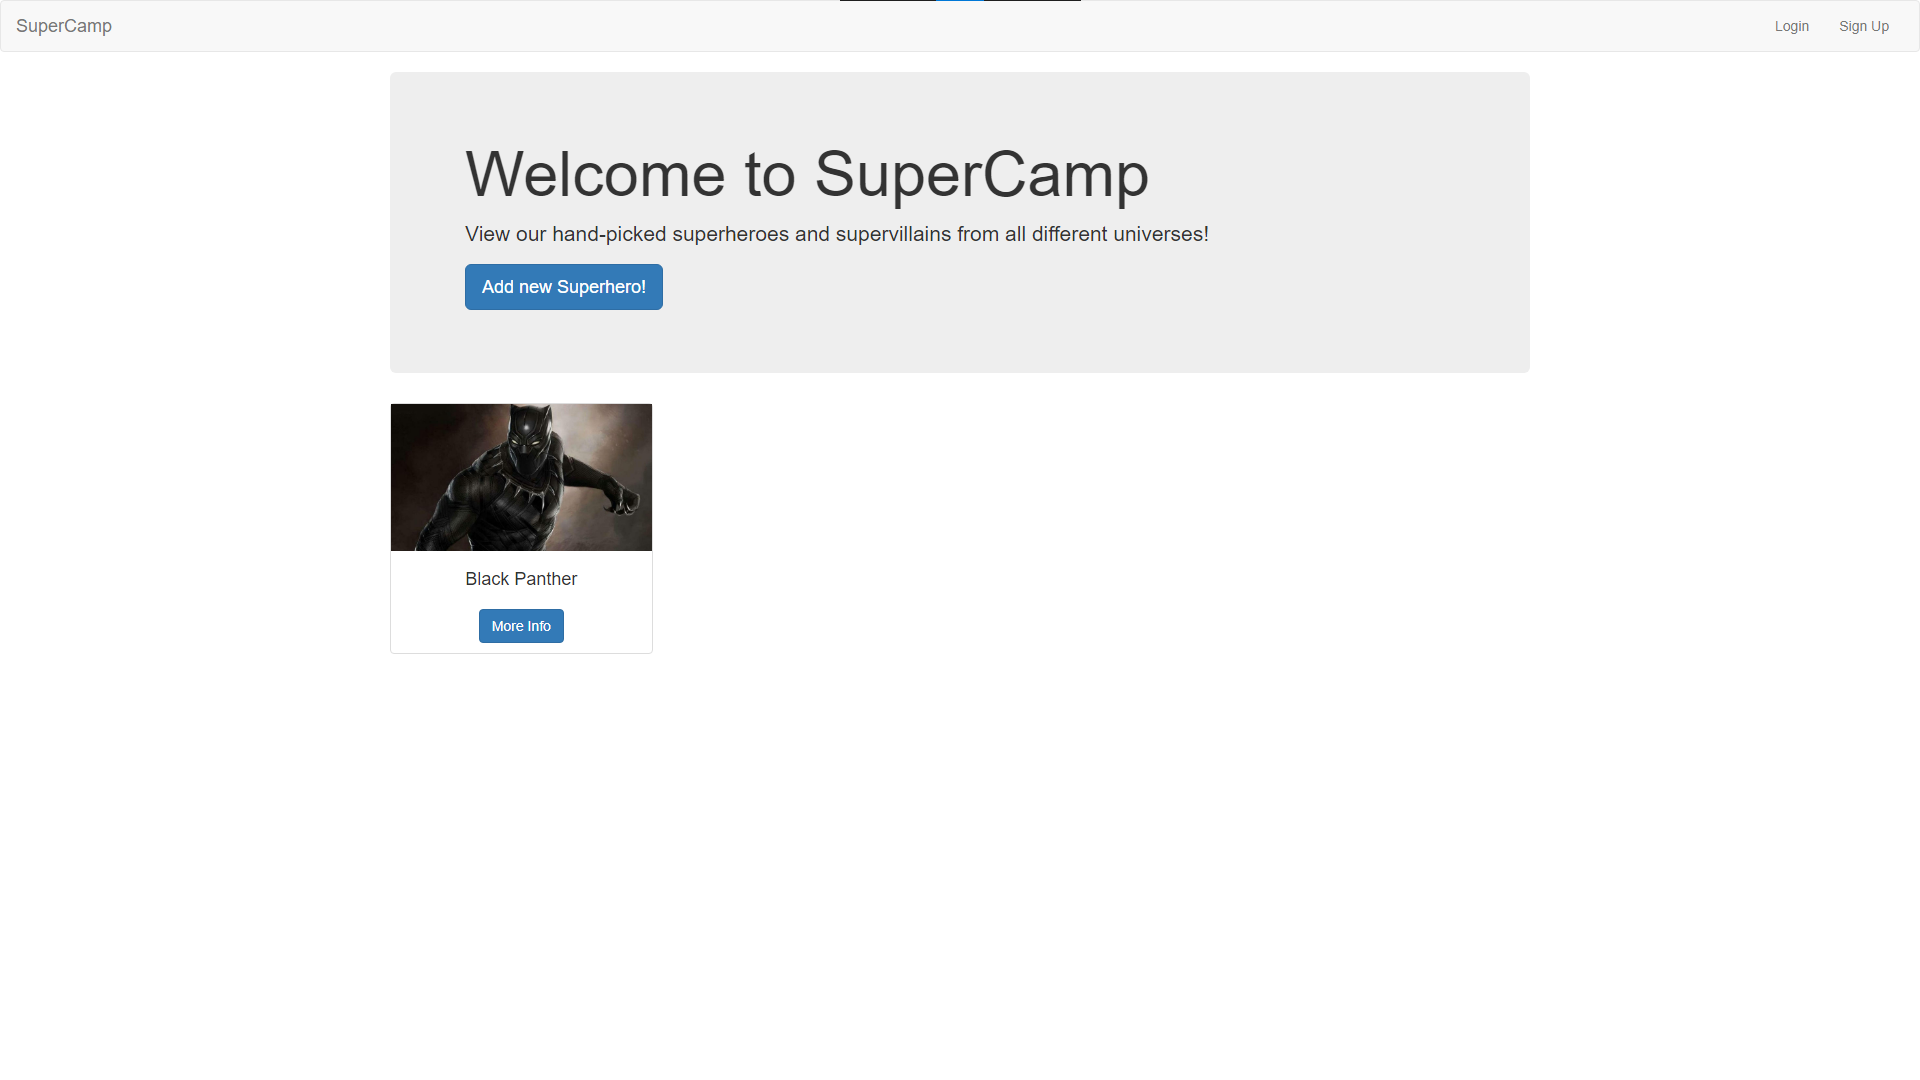 SuperCamp
Login
Sign Up
Welcome to SuperCamp
View our hand-picked superheroes and supervillains from all different universes!
Add new Superhero!
Black Panther
More Info